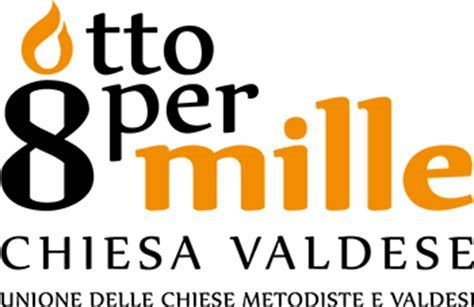 otto
8 per
mille
CHIESA VALDESE
UNIONE DELLE CHIESE METODISTE E VALDESI